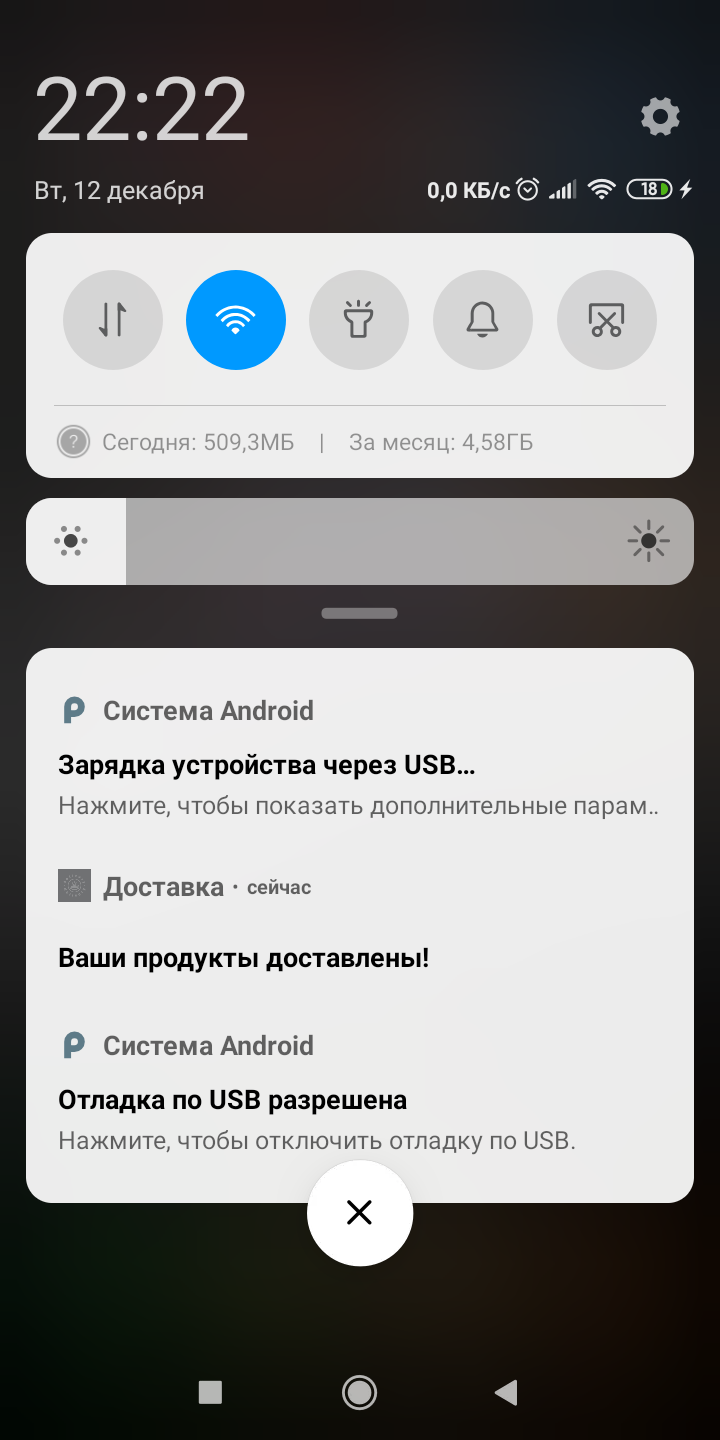 22:22
Вт, 12 декабря
0,0 КБ/с
18
Сегодня: 509,3МБ | За месяц: 4,58ГБ
Система Android
Зарядка устройства через USB…
Нажмите, чтобы показать дополнительные парам..
Доставка · сейчас
Ваши продукты доставлены!
Система Android
Отладка по USB разрешена
Нажмите, чтобы отключить отладку по USB.